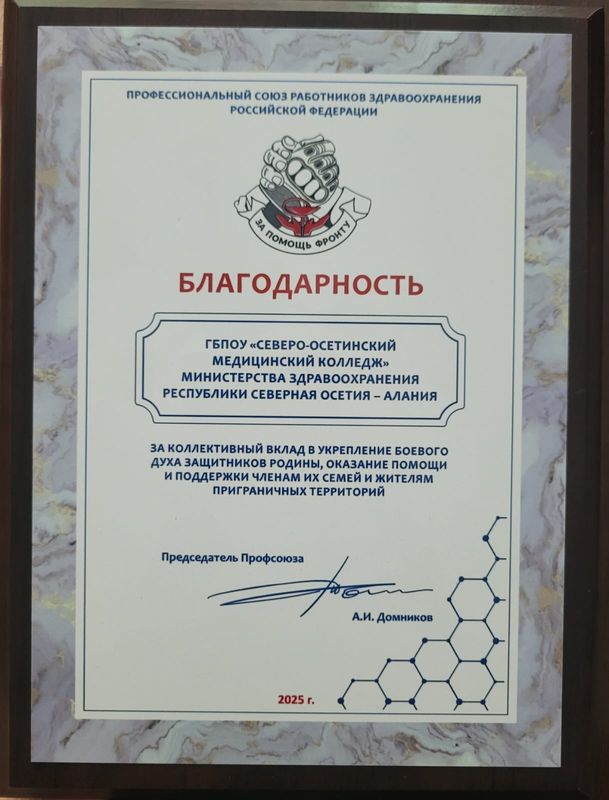 ПРОФЕССИОНАЛЬНЫЙ СОЮЗ РАБОТНИКОВ ЗДРАВООХРАНЕНИЯ
РОССИЙСКОЙ ФЕДЕРАЦИИ
ЗА ПОМОЩЬ ФРОНТУ
БЛАГОДАРНОСТЬ
ГБПОУ «СЕВЕРО-ОСЕТИНСКИЙ
МЕДИЦИНСКИЙ КОЛЛЕДЖ»
МИНИСТЕРСТВА ЗДРАВООХРАНЕНИЯ
РЕСПУБЛИКИ СЕВЕРНАЯ ОСЕТИЯ – АЛАНИЯ
ЗА КОЛЛЕКТИВНЫЙ ВКЛАД В УКРЕПЛЕНИЕ БОЕВОГО
ДУХА ЗАЩИТНИКОВ РОДИНЫ, ОКАЗАНИЕ ПОМОЩИ
И ПОДДЕРЖКИ ЧЛЕНАМ ИХ СЕМЕЙ И ЖИТЕЛЯМ
ПРИГРАНИЧНЫХ ТЕРРИТОРИЙ
Председатель Профсоюза
А.И. Домников
2025 г.